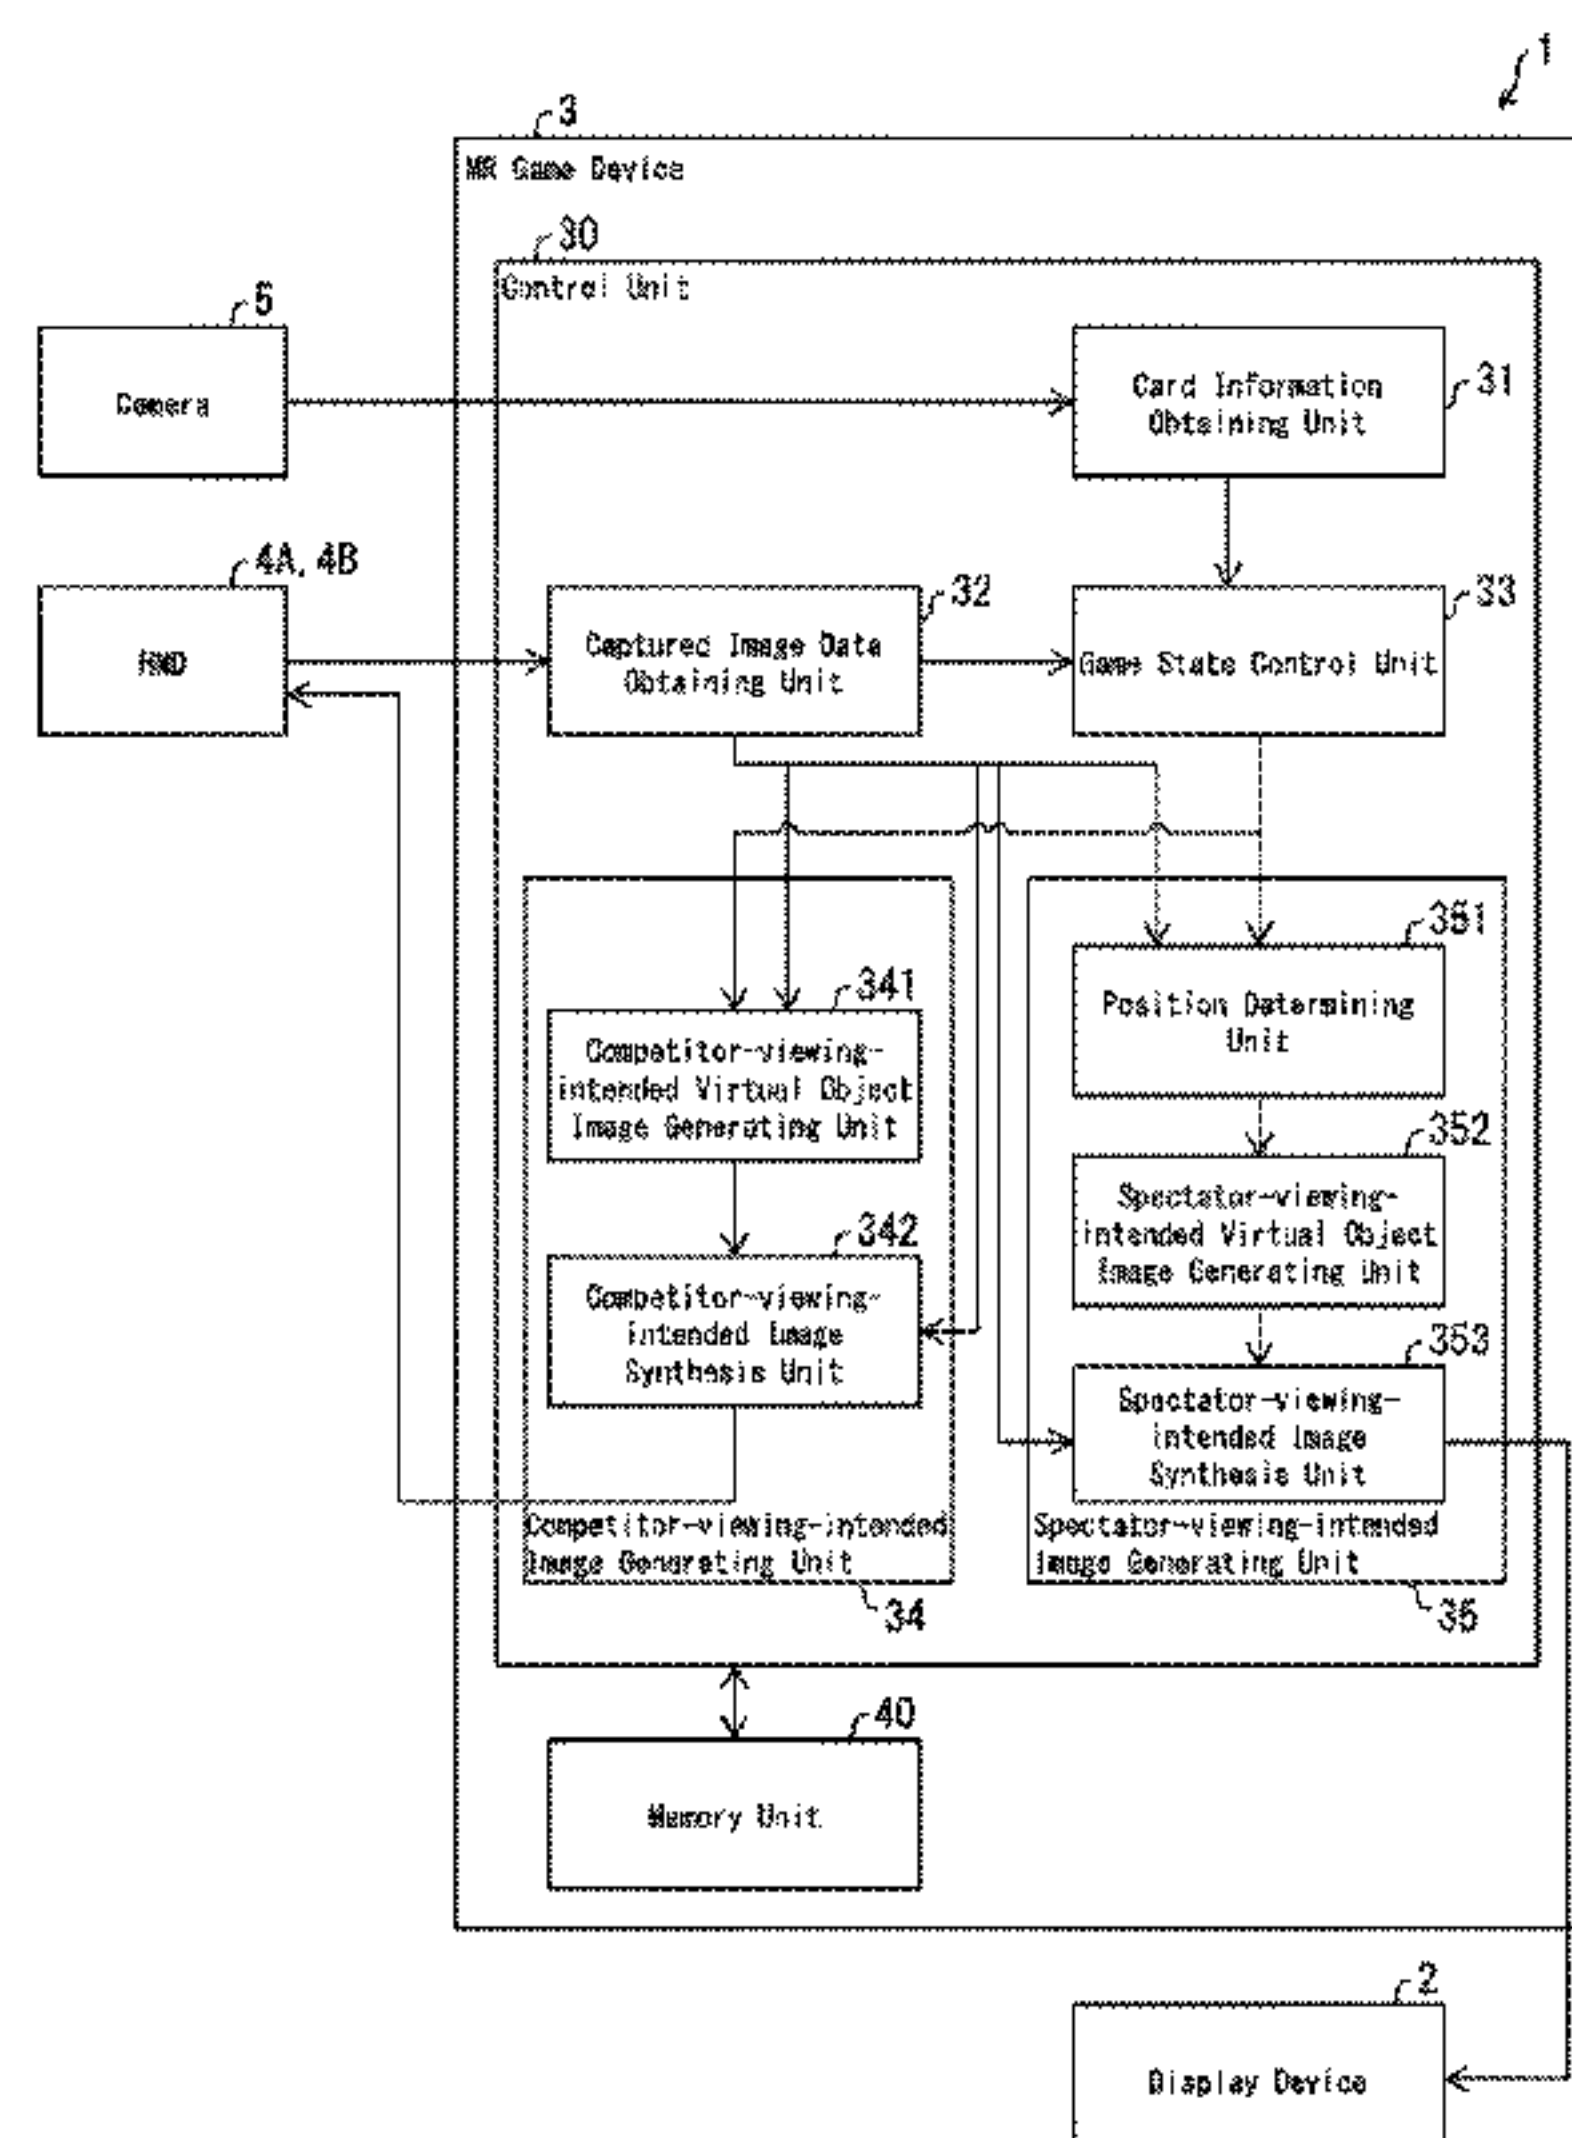 1
3
MR Game Device
30
Control Unit
5
Camera
Card Information
Obtaining Unit
31
4A, 4B
HMD
Captured Image Data
Obtaining Unit
32
Game State Control Unit
33
341
Competitor-viewing-
intended Virtual Object
Image Generating Unit
342
Competitor-viewing-
intended Image
Synthesis Unit
Competitor-viewing-intended
Image Generating Unit
34
351
Position Determining
Unit
352
Spectator-viewing-
intended Virtual Object
Image Generating Unit
353
Spectator-viewing-
intended Image
Synthesis Unit
Spectator-viewing-intended
Image Generating Unit
35
40
Memory Unit
2
Display Device